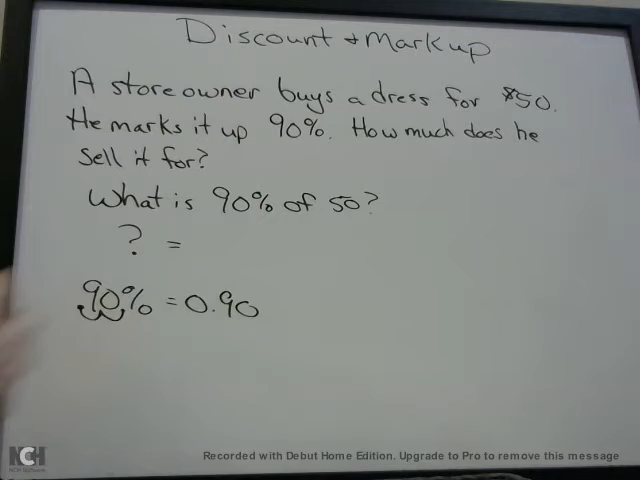 Discount + Markup
A store owner buys a dress for $50.
He marks it up 90%. How much does he
sell it for?
What is 90% of 50?
? =
90% = 0.90
NCH
Recorded with Debut Home Edition. Upgrade to Pro to remove this message